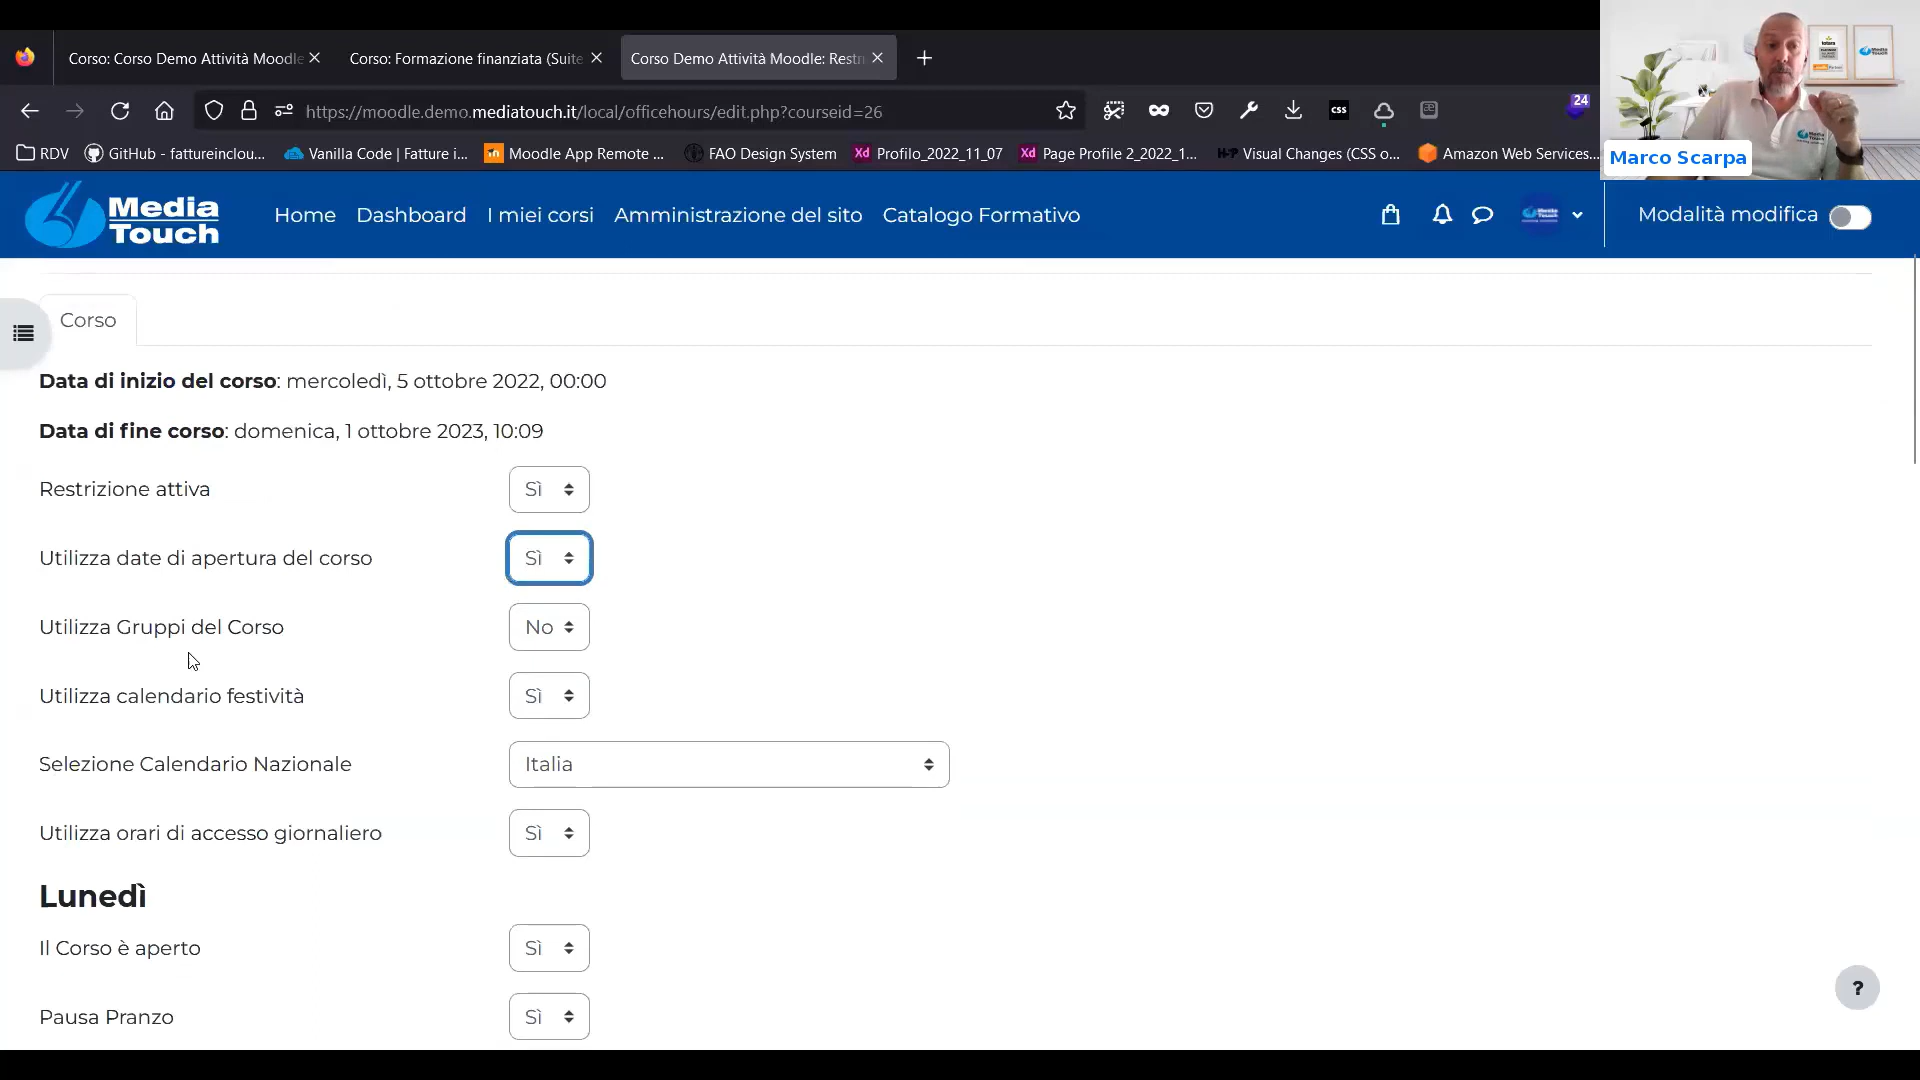 Corso: Corso Demo Attività Moodle
Corso: Formazione finanziata (Suite
Corso Demo Attività Moodle: Restr
https://moodle.demo.mediatouch.it/local/officehours/edit.php?courseid=26
css
24
RDV
GitHub - fattureinclou...
Vanilla Code | Fatture i...
Moodle App Remote ...
FAO Design System
Xd Profilo_2022_11_07
Xd Page Profile 2_2022_1...
Visual Changes (CSS o...
Amazon Web Services...
Marco Scarpa
Media Touch
Home
Dashboard
I miei corsi
Amministrazione del sito
Catalogo Formativo
Modalità modifica
Corso
Data di inizio del corso: mercoledì, 5 ottobre 2022, 00:00
Data di fine corso: domenica, 1 ottobre 2023, 10:09
Restrizione attiva Sì
Utilizza date di apertura del corso Sì
Utilizza Gruppi del Corso No
Utilizza calendario festività Sì
Selezione Calendario Nazionale Italia
Utilizza orari di accesso giornaliero Sì
Lunedì
Il Corso è aperto Sì
Pausa Pranzo Sì
?